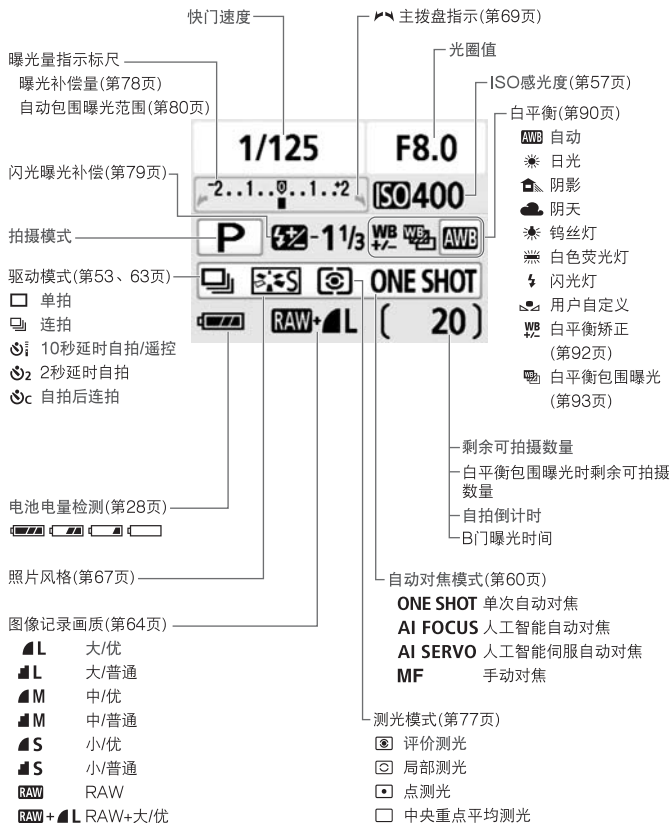 快门速度
主拨盘指示(第69页)
曝光量指示标尺
曝光补偿量(第78页)
自动包围曝光范围(第80页)
光圈值
ISO感光度(第57页)
白平衡(第90页)
AWB 自动
日光
阴影
阴天
钨丝灯
白色荧光灯
闪光灯
用户自定义
WB +/- 白平衡矫正
(第92页)
WB 白平衡包围曝光
(第93页)
1/125 F8.0
-2..1..0..1..+2 ISO 400
P -1 1/3 WB +/- WB AWB
S ONE SHOT
RAW+L [ 20 ]
闪光曝光补偿(第79页)
拍摄模式
驱动模式(第53、63页)
单拍
连拍
10秒延时自拍/遥控
2 2秒延时自拍
C 自拍后连拍
电池电量检测(第28页)
照片风格(第67页)
图像记录画质(第64页)
L 大/优
L 大/普通
M 中/优
M 中/普通
S 小/优
S 小/普通
RAW RAW
RAW + L RAW+大/优
剩余可拍摄数量
白平衡包围曝光时剩余可拍摄
数量
自拍倒计时
B门曝光时间
自动对焦模式(第60页)
ONE SHOT 单次自动对焦
AI FOCUS 人工智能自动对焦
AI SERVO 人工智能伺服自动对焦
MF 手动对焦
测光模式(第77页)
评价测光
局部测光
点测光
中央重点平均测光